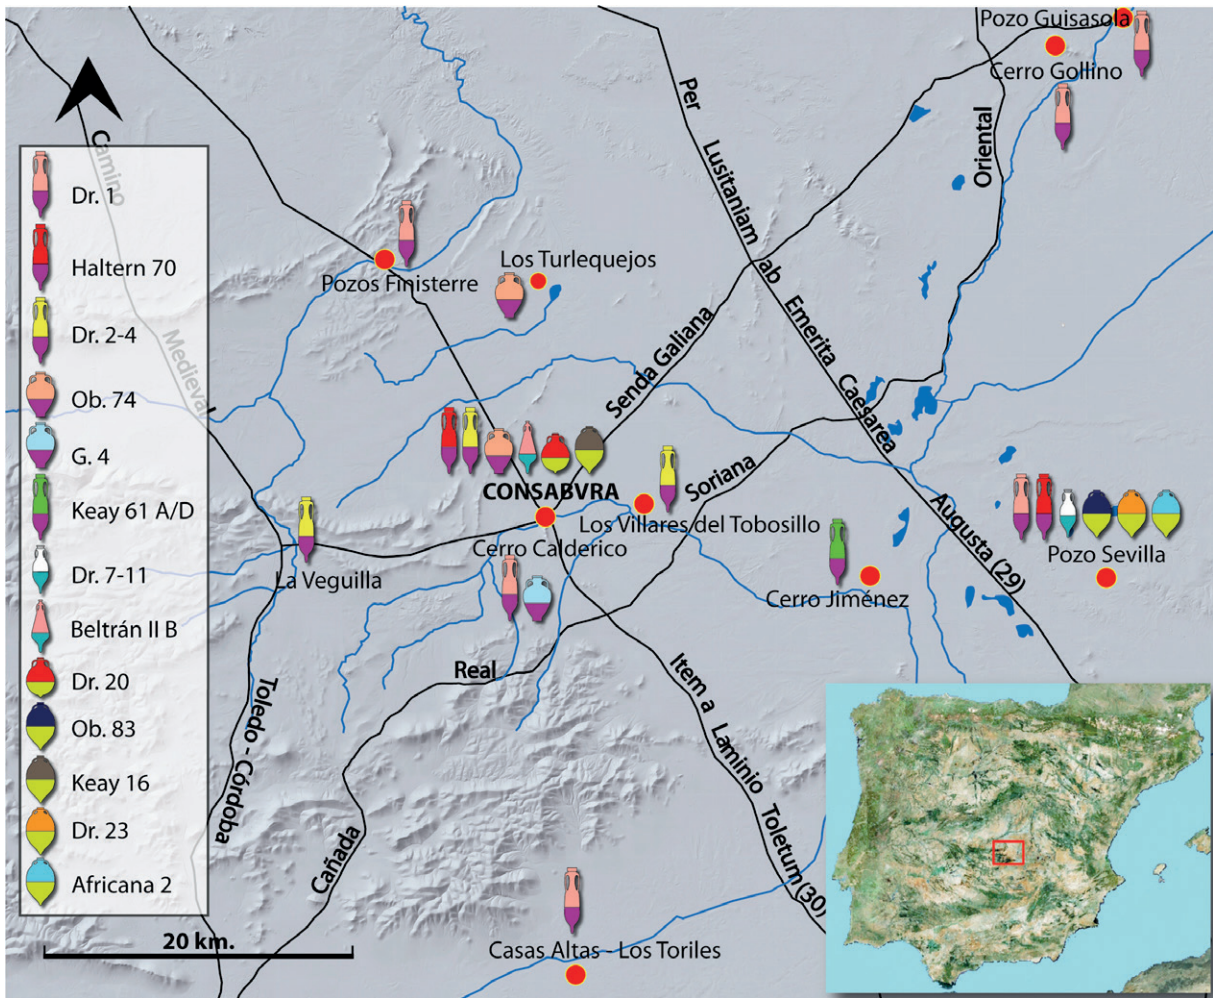 Pozo Guisasola
Cerro Gollino
Per Lusitaniam ab Emerita Caesarea Augusta (29)
Oriental
Camino
Medieval
Toledo - Córdoba
Dr. 1
Haltern 70
Dr. 2-4
Ob. 74
G. 4
Keay 61 A/D
Dr. 7-11
Beltrán II B
Dr. 20
Ob. 83
Keay 16
Dr. 23
Africana 2
20 km.
Pozos Finisterre
Los Turlequejos
Senda Galiana
CONSABVRA
Cerro Calderico
Los Villares del Tobosillo
Soriana
La Veguilla
Cerro Jiménez
Pozo Sevilla
Real
Cañada
Item a Laminio Toletum (30)
Casas Altas - Los Toriles